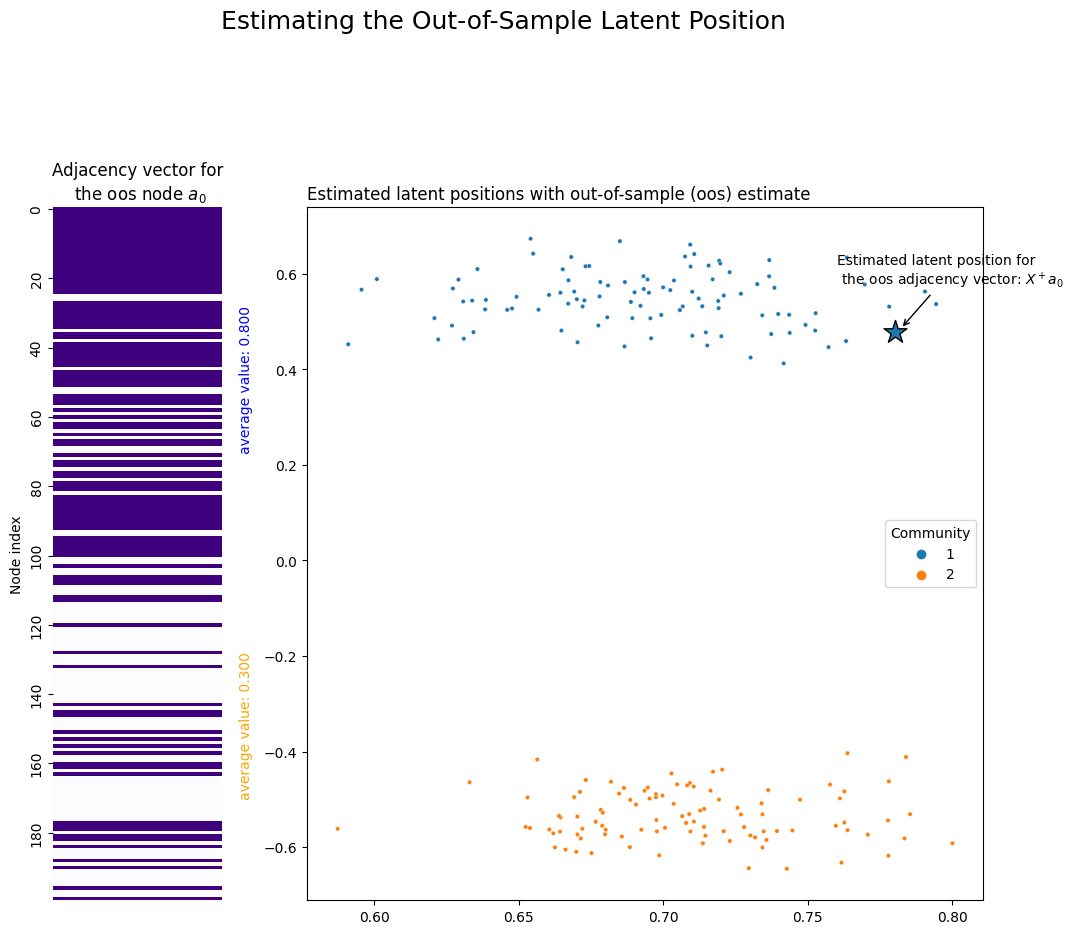 Estimating the Out-of-Sample Latent Position
Adjacency vector for
the oos node a₀
Node index
0
20
40
60
80
100
120
140
160
180
average value: 0.800
average value: 0.300
Estimated latent positions with out-of-sample (oos) estimate
0.6
0.4
0.2
0.0
−0.2
−0.4
−0.6
Estimated latent position for
the oos adjacency vector: X⁺a₀
Community
1
2
0.60
0.65
0.70
0.75
0.80